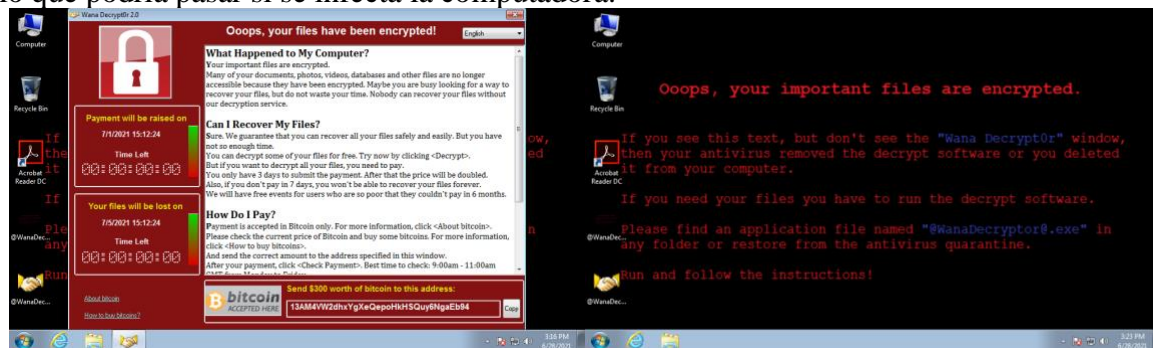 lo que podría pasar si se infecta la computadora.
Wana Decrypt0r 2.0
Computer
Recycle Bin
Acrobat
Reader DC
@WanaDec...
@WanaDec...
Ooops, your files have been encrypted!
English
Payment will be raised on
7/1/2021 15:12:24
Time Left
00:00:00:00
Your files will be lost on
7/5/2021 15:12:24
Time Left
00:00:00:00
About bitcoin
How to buy bitcoins?
What Happened to My Computer?
Your important files are encrypted.
Many of your documents, photos, videos, databases and other files are no longer
accessible because they have been encrypted. Maybe you are busy looking for a way to
recover your files, but do not waste your time. Nobody can recover your files without
our decryption service.
Can I Recover My Files?
Sure. We guarantee that you can recover all your files safely and easily. But you have
not so enough time.
You can decrypt some of your files for free. Try now by clicking <Decrypt>.
But if you want to decrypt all your files, you need to pay.
You only have 3 days to submit the payment. After that the price will be doubled.
Also, if you don't pay in 7 days, you won't be able to recover your files forever.
We will have free events for users who are so poor that they couldn't pay in 6 months.
How Do I Pay?
Payment is accepted in Bitcoin only. For more information, click <About bitcoin>.
Please check the current price of Bitcoin and buy some bitcoins. For more information,
click <How to buy bitcoins>.
And send the correct amount to the address specified in this window.
After your payment, click <Check Payment>. Best time to check: 9:00am - 11:00am
bitcoin
ACCEPTED HERE
Send $300 worth of bitcoin to this address:
13AM4VW2dhxYgXeQepoHkHSQuy6NgaEb94
Copy
3:16 PM
6/28/2021
Computer
Recycle Bin
Acrobat
Reader DC
@WanaDec...
@WanaDec...
Ooops, your important files are encrypted.
If you see this text, but don't see the "Wana Decrypt0r" window,
then your antivirus removed the decrypt software or you deleted
it from your computer.
If you need your files you have to run the decrypt software.
Please find an application file named "@WanaDecryptor@.exe" in
any folder or restore from the antivirus quarantine.
Run and follow the instructions!
3:23 PM
6/28/2021